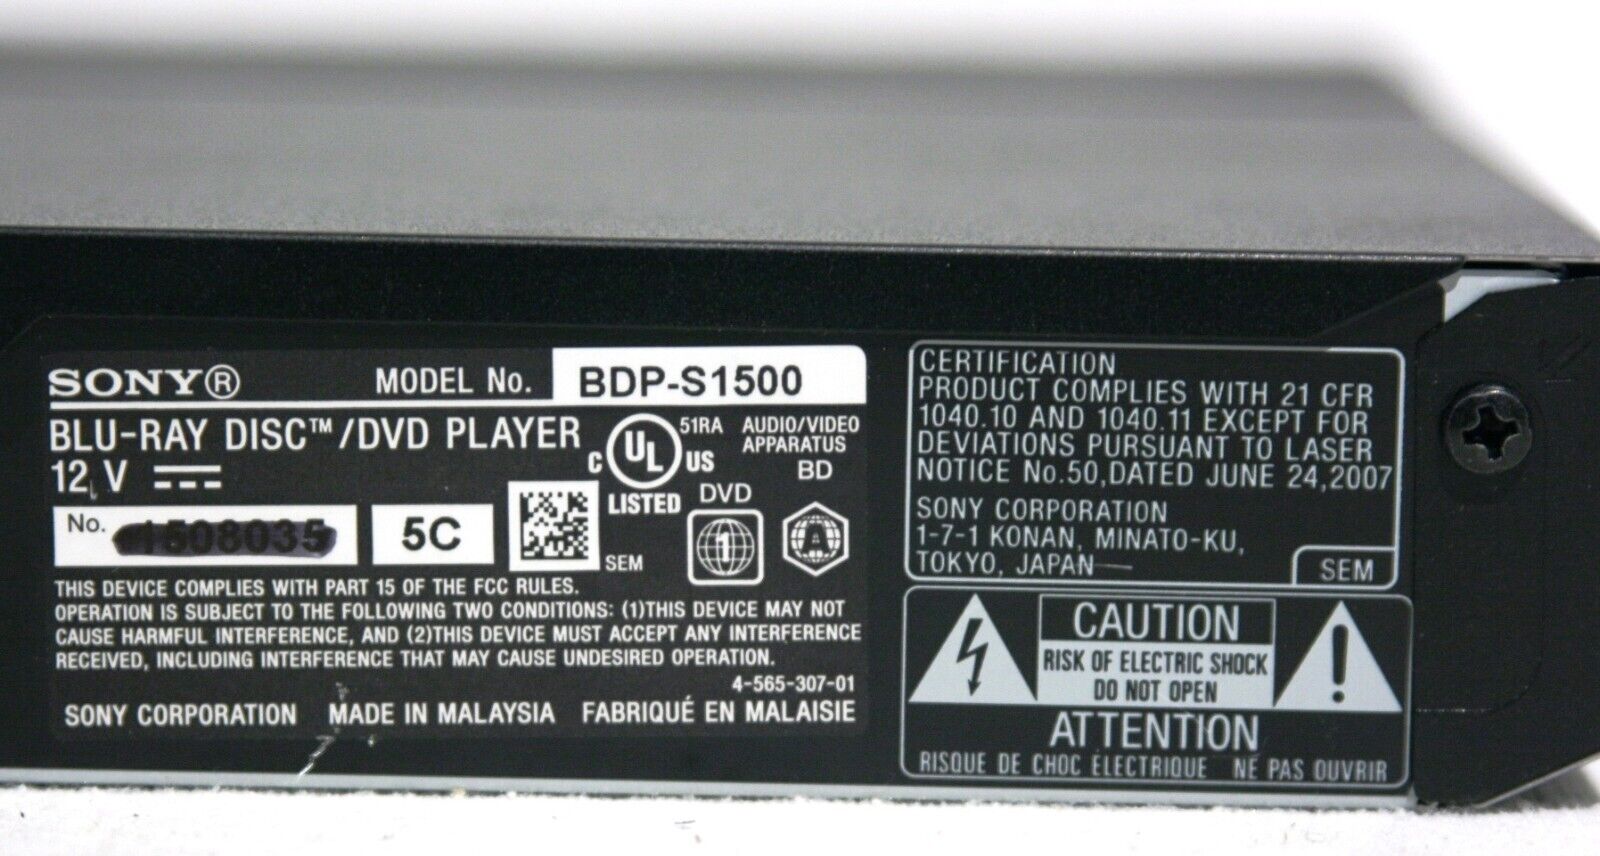 SONY® MODEL No. BDP-S1500
BLU-RAY DISC™/DVD PLAYER
12 V
C UL US
LISTED
51RA
AUDIO/VIDEO
APPARATUS
BD
DVD
1
A
No. 1508035
5C
SEM
THIS DEVICE COMPLIES WITH PART 15 OF THE FCC RULES.
OPERATION IS SUBJECT TO THE FOLLOWING TWO CONDITIONS: (1)THIS DEVICE MAY NOT
CAUSE HARMFUL INTERFERENCE, AND (2)THIS DEVICE MUST ACCEPT ANY INTERFERENCE
RECEIVED, INCLUDING INTERFERENCE THAT MAY CAUSE UNDESIRED OPERATION.
4-565-307-01
SONY CORPORATION MADE IN MALAYSIA FABRIQUÉ EN MALAISIE
CERTIFICATION
PRODUCT COMPLIES WITH 21 CFR
1040.10 AND 1040.11 EXCEPT FOR
DEVIATIONS PURSUANT TO LASER
NOTICE No.50,DATED JUNE 24,2007
SONY CORPORATION
1-7-1 KONAN, MINATO-KU,
TOKYO, JAPAN
SEM
CAUTION
RISK OF ELECTRIC SHOCK
DO NOT OPEN
ATTENTION
RISQUE DE CHOC ÉLECTRIQUE NE PAS OUVRIR